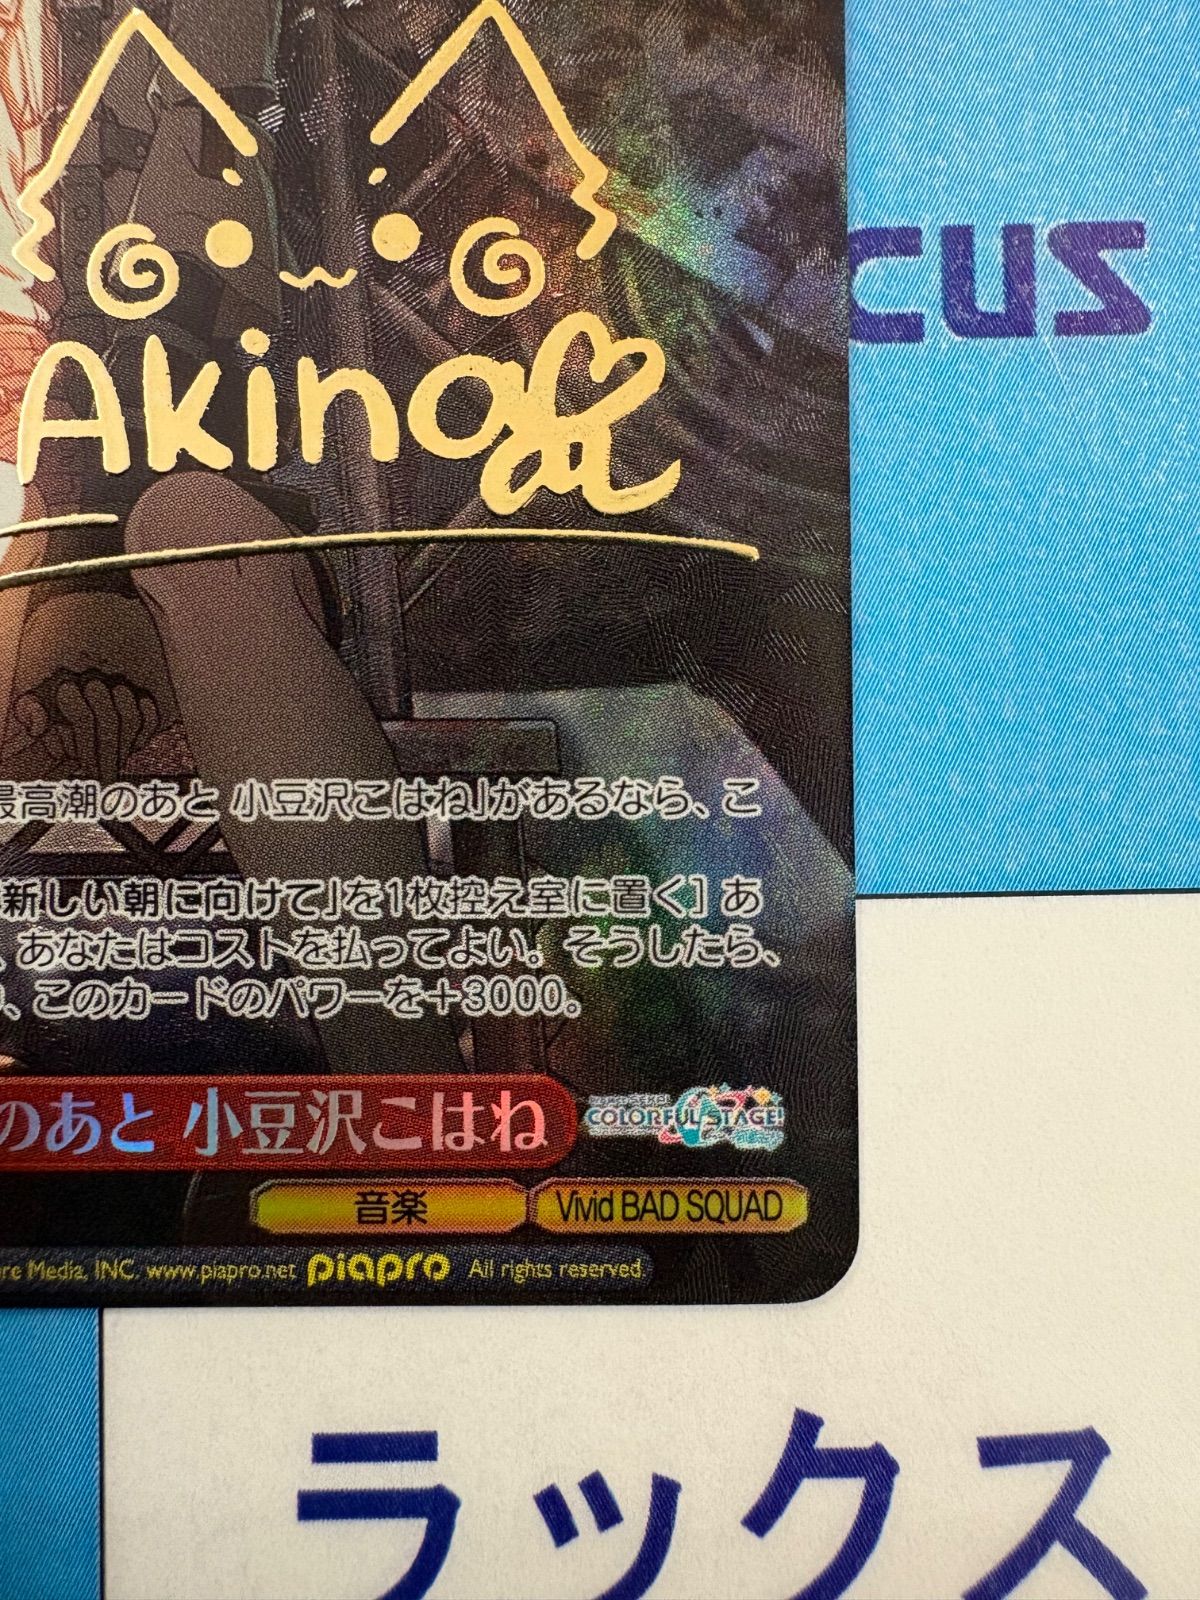 Akina
CUS
最高潮のあと 小豆沢こはね」があるなら、こ
新しい朝に向けて」を1枚控え室に置く］ あ
、あなたはコストを払ってよい。そうしたら、
、このカードのパワーを＋3000。
のあと 小豆沢こはね
COLORFUL STAGE!
音楽
Vivid BAD SQUAD
re Media, INC. www.piapro.net piapro All rights reserved.
ラックス